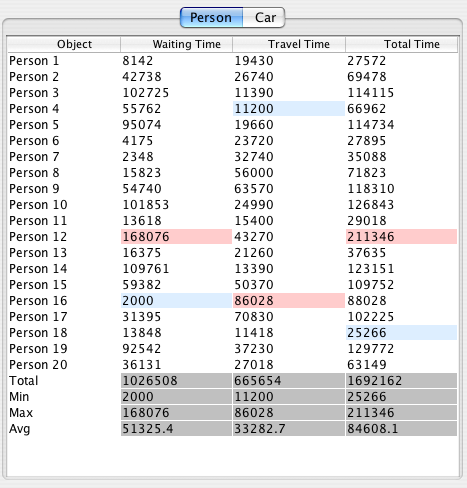 Person Car
Object Waiting Time Travel Time Total Time
Person 1 8142 19430 27572
Person 2 42738 26740 69478
Person 3 102725 11390 114115
Person 4 55762 11200 66962
Person 5 95074 19660 114734
Person 6 4175 23720 27895
Person 7 2348 32740 35088
Person 8 15823 56000 71823
Person 9 54740 63570 118310
Person 10 101853 24990 126843
Person 11 13618 15400 29018
Person 12 168076 43270 211346
Person 13 16375 21260 37635
Person 14 109761 13390 123151
Person 15 59382 50370 109752
Person 16 2000 86028 88028
Person 17 31395 70830 102225
Person 18 13848 11418 25266
Person 19 92542 37230 129772
Person 20 36131 27018 63149
Total 1026508 665654 1692162
Min 2000 11200 25266
Max 168076 86028 211346
Avg 51325.4 33282.7 84608.1